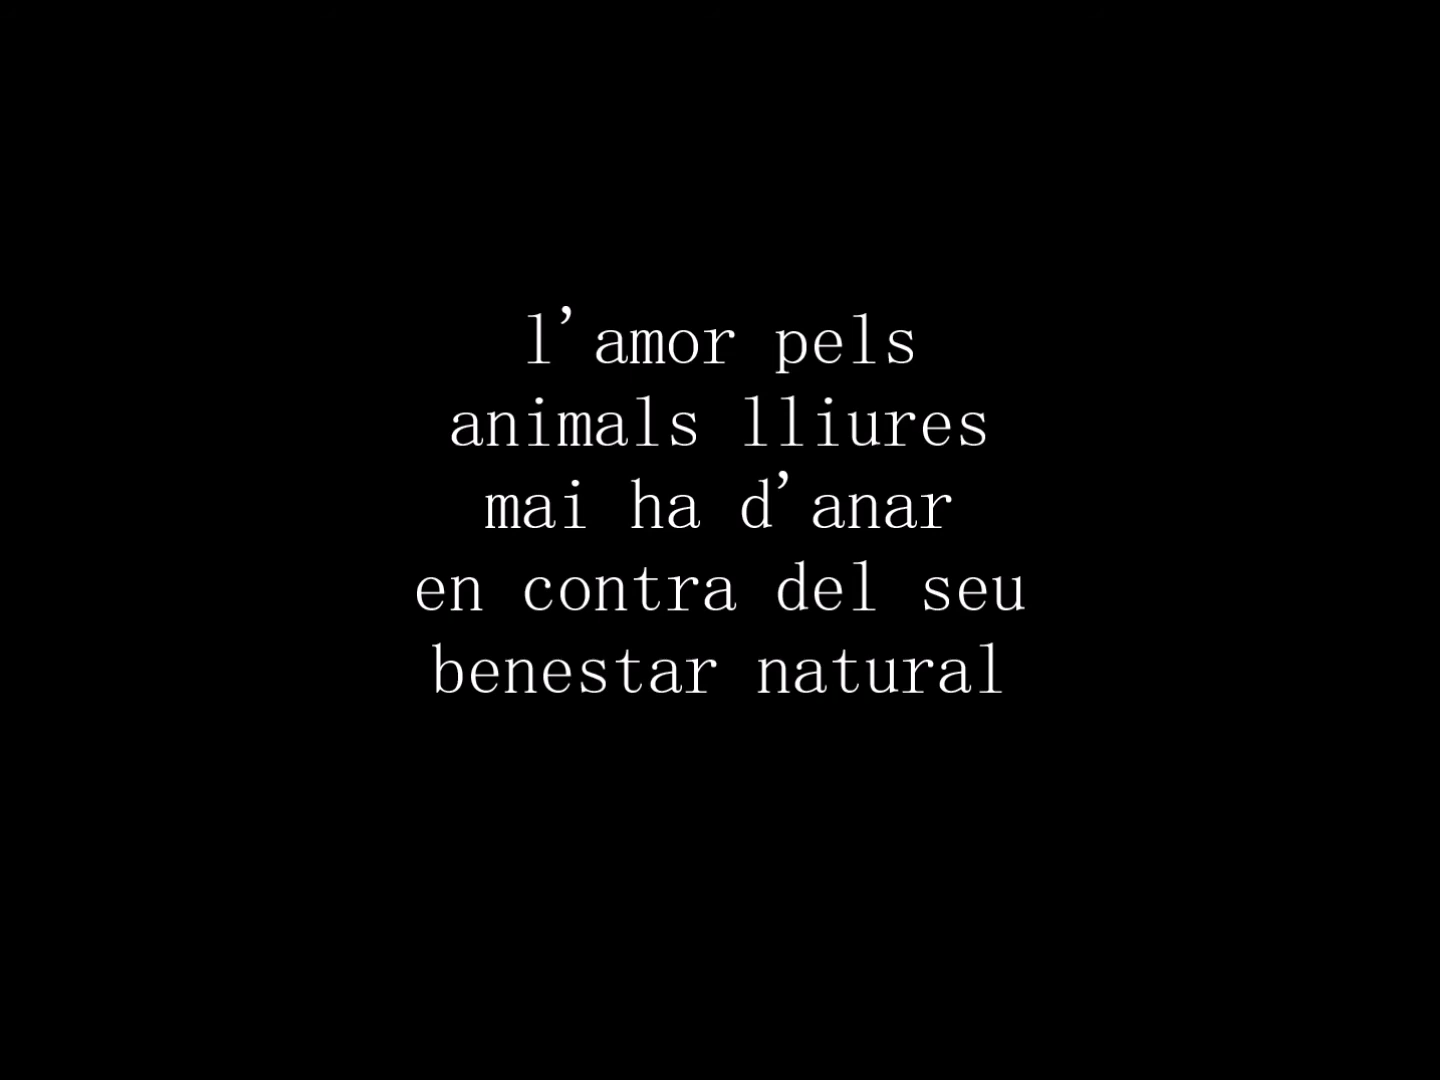 l'amor pels
animals lliures
mai ha d'anar
en contra del seu
benestar natural